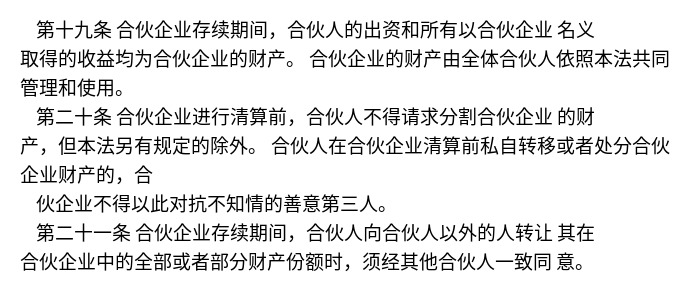 第十九条 合伙企业存续期间，合伙人的出资和所有以合伙企业 名义
取得的收益均为合伙企业的财产。 合伙企业的财产由全体合伙人依照本法共同
管理和使用。
第二十条 合伙企业进行清算前，合伙人不得请求分割合伙企业 的财
产，但本法另有规定的除外。 合伙人在合伙企业清算前私自转移或者处分合伙
企业财产的，合
伙企业不得以此对抗不知情的善意第三人。
第二十一条 合伙企业存续期间，合伙人向合伙人以外的人转让 其在
合伙企业中的全部或者部分财产份额时，须经其他合伙人一致同 意。